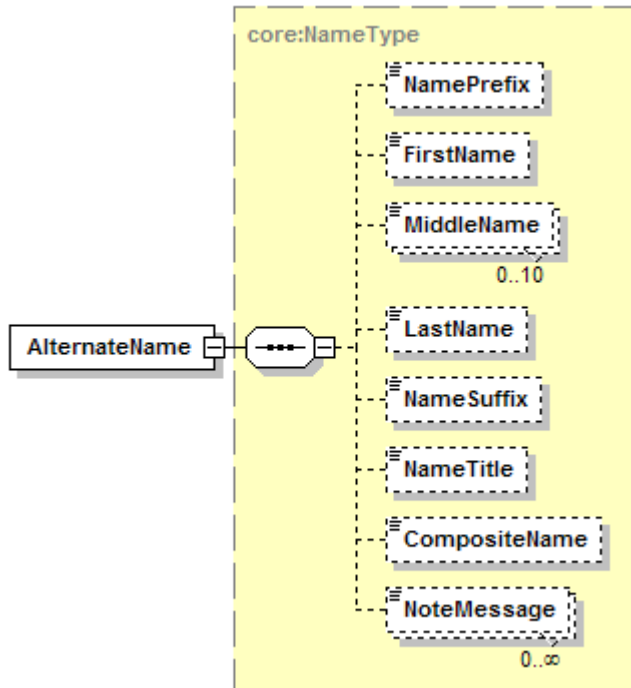 core:NameType
NamePrefix
FirstName
MiddleName
0..10
AlternateName
LastName
NameSuffix
NameTitle
CompositeName
NoteMessage
0..∞